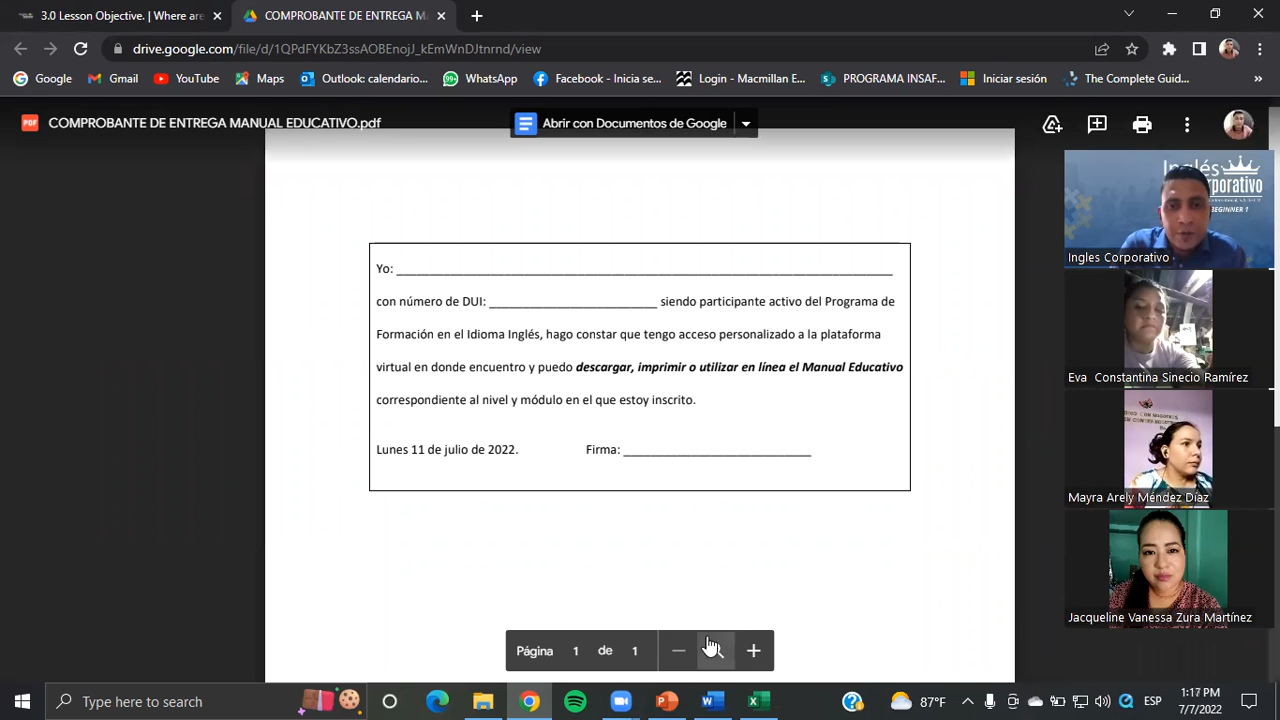 3.0 Lesson Objective. | Where are
COMPROBANTE DE ENTREGA MA
drive.google.com/file/d/1QPdFYKbZ3ssAOBEnojJ_kEmWnDJtnrnd/view
Google
Gmail
YouTube
Maps
Outlook: calendario...
99+
WhatsApp
Facebook - Inicia se...
Login - Macmillan E...
PROGRAMA INSAF...
Iniciar sesión
The Complete Guid...
PDF
COMPROBANTE DE ENTREGA MANUAL EDUCATIVO.pdf
Abrir con Documentos de Google
Yo: ____
con número de DUI: ____ siendo participante activo del Programa de
Formación en el Idioma Inglés, hago constar que tengo acceso personalizado a la plataforma
virtual en donde encuentro y puedo descargar, imprimir o utilizar en línea el Manual Educativo
correspondiente al nivel y módulo en el que estoy inscrito.
Lunes 11 de julio de 2022. Firma: ____
Página 1 de 1
Inglés
BEGINNER 1
Ingles Corporativo
Eva Constantina Sinecio Ramírez
Mayra Arely Méndez Díaz
Jacqueline Vanessa Zura Martínez
Type here to search
87°F
ESP
1:17 PM
7/7/2022